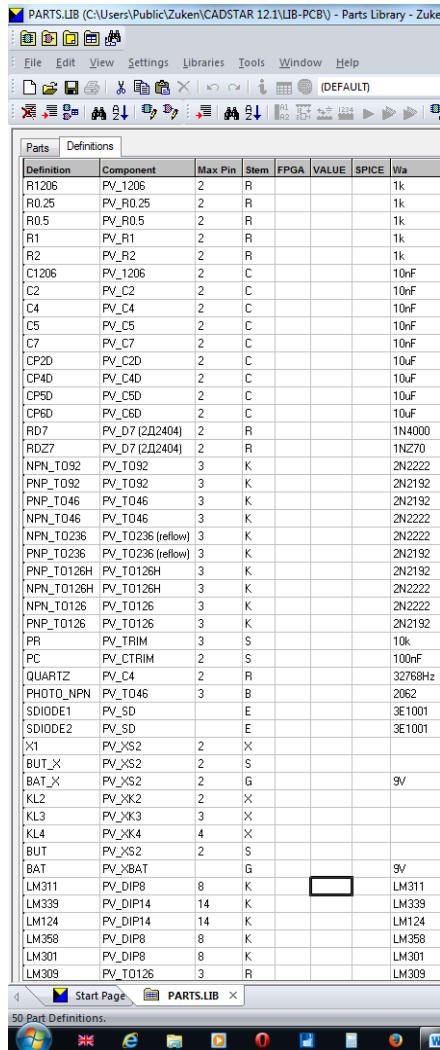 PARTS.LIB (C:\Users\Public\Zuken\CADSTAR 12.1\LIB-PCB\) - Parts Library - Zuke
File Edit View Settings Libraries Tools Window Help
(DEFAULT)
Parts Definitions
Definition Component Max Pin Stem FPGA VALUE SPICE Wa
R1206 PV_1206 2 R 1k
R0.25 PV_R0.25 2 R 1k
R0.5 PV_R0.5 2 R 1k
R1 PV_R1 2 R 1k
R2 PV_R2 2 R 1k
C1206 PV_1206 2 C 10nF
C2 PV_C2 2 C 10nF
C4 PV_C4 2 C 10nF
C5 PV_C5 2 C 10nF
C7 PV_C7 2 C 10nF
CP2D PV_C2D 2 C 10uF
CP4D PV_C4D 2 C 10uF
CP5D PV_C5D 2 C 10uF
CP6D PV_C6D 2 C 10uF
RD7 PV_D7 (2Д2404) 2 R 1N4000
RDZ7 PV_D7 (2Д2404) 2 R 1NZ70
NPN_TO92 PV_TO92 3 K 2N2222
PNP_TO92 PV_TO92 3 K 2N2192
PNP_TO46 PV_TO46 3 K 2N2192
NPN_TO46 PV_TO46 3 K 2N2222
NPN_TO236 PV_TO236 (reflow) 3 K 2N2222
PNP_TO236 PV_TO236 (reflow) 3 K 2N2192
PNP_TO126H PV_TO126H 3 K 2N2192
NPN_TO126H PV_TO126H 3 K 2N2222
NPN_TO126 PV_TO126 3 K 2N2222
PNP_TO126 PV_TO126 3 K 2N2192
PR PV_TRIM 3 S 10k
PC PV_CTRIM 2 S 100nF
QUARTZ PV_C4 2 R 32768Hz
PHOTO_NPN PV_TO46 3 B 2062
SDIODE1 PV_SD E 3E1001
SDIODE2 PV_SD E 3E1001
X1 PV_XS2 2 X
BUT_X PV_XS2 2 S
BAT_X PV_XS2 2 G 9V
KL2 PV_XK2 2 X
KL3 PV_XK3 3 X
KL4 PV_XK4 4 X
BUT PV_XS2 2 S
BAT PV_XBAT G 9V
LM311 PV_DIP8 8 K LM311
LM339 PV_DIP14 14 K LM339
LM124 PV_DIP14 14 K LM124
LM358 PV_DIP8 8 K LM358
LM301 PV_DIP8 8 K LM301
LM309 PV_TO126 3 R LM309
Start Page PARTS.LIB
50 Part Definitions.